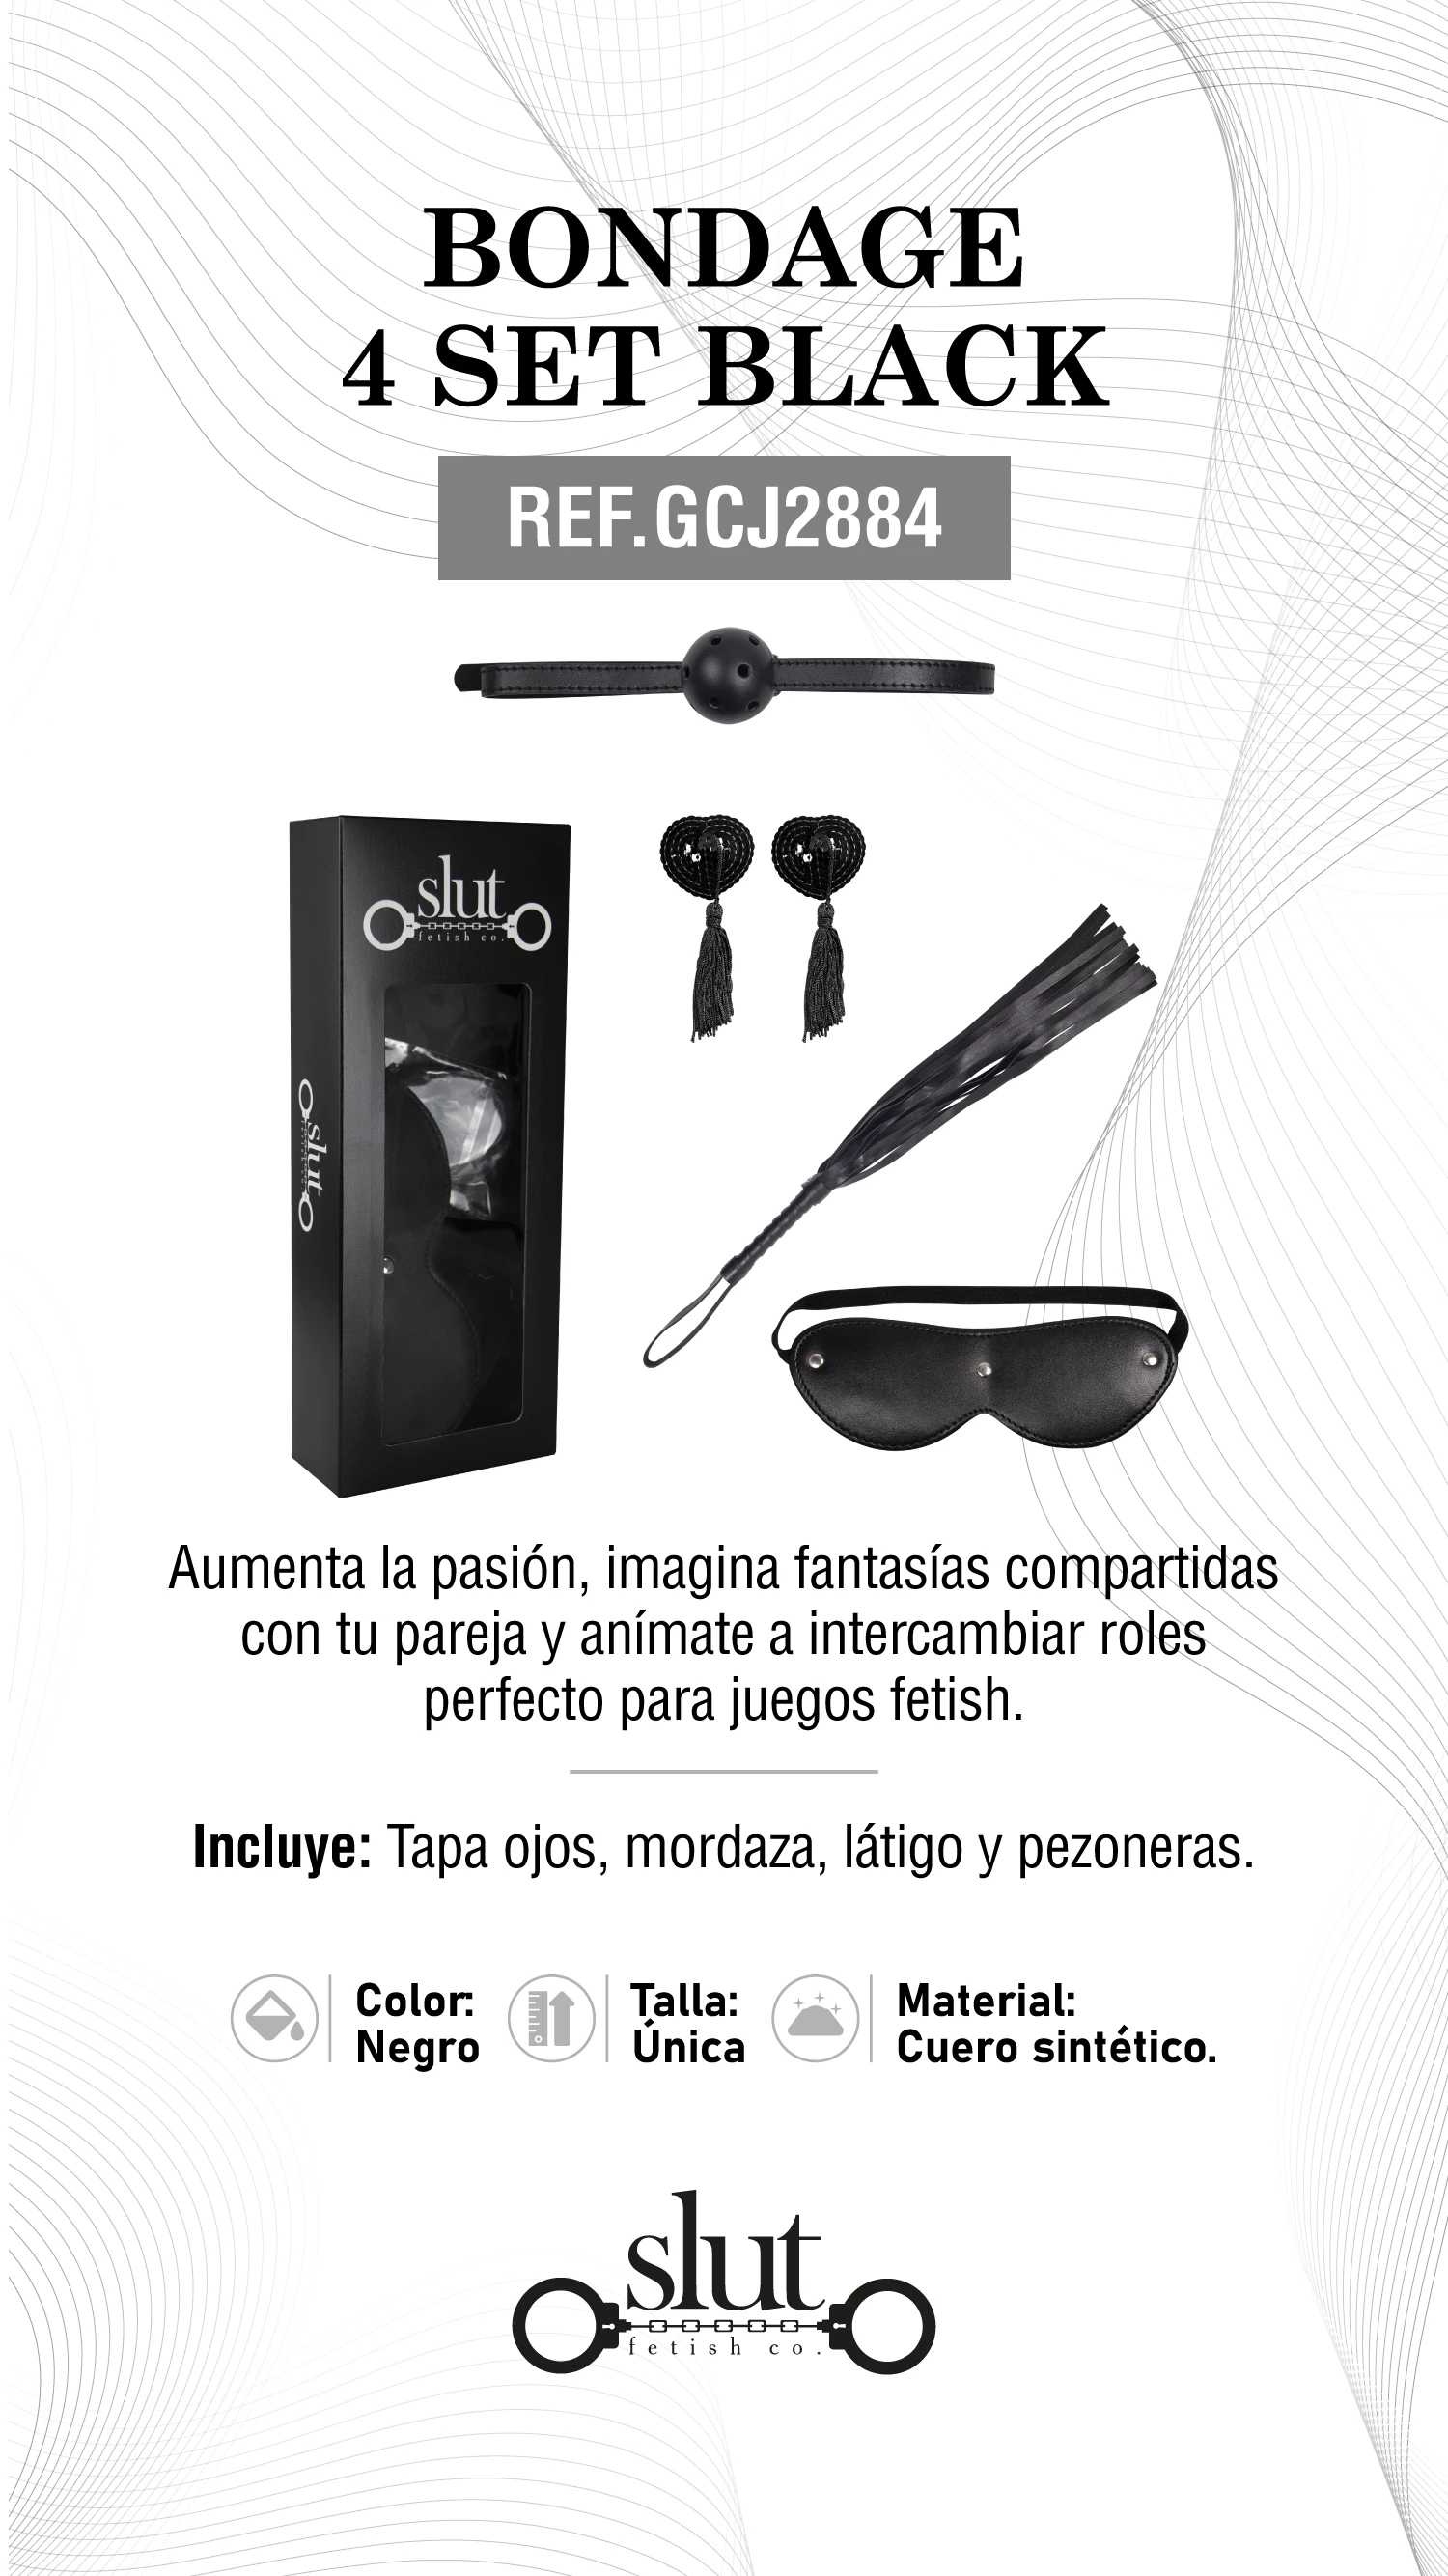 BONDAGE
4 SET BLACK
REF.GCJ2884
slut
fetish co.
slut
Aumenta la pasión, imagina fantasías compartidas
con tu pareja y anímate a intercambiar roles
perfecto para juegos fetish.
Incluye: Tapa ojos, mordaza, látigo y pezoneras.
Color:
Negro
Talla:
Única
Material:
Cuero sintético.
slut
fetish co.